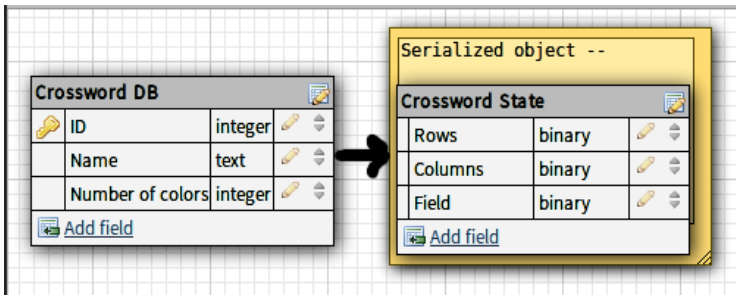 Serialized object --
Crossword DB
ID integer
Name text
Number of colors integer
Add field
Crossword State
Rows binary
Columns binary
Field binary
Add field